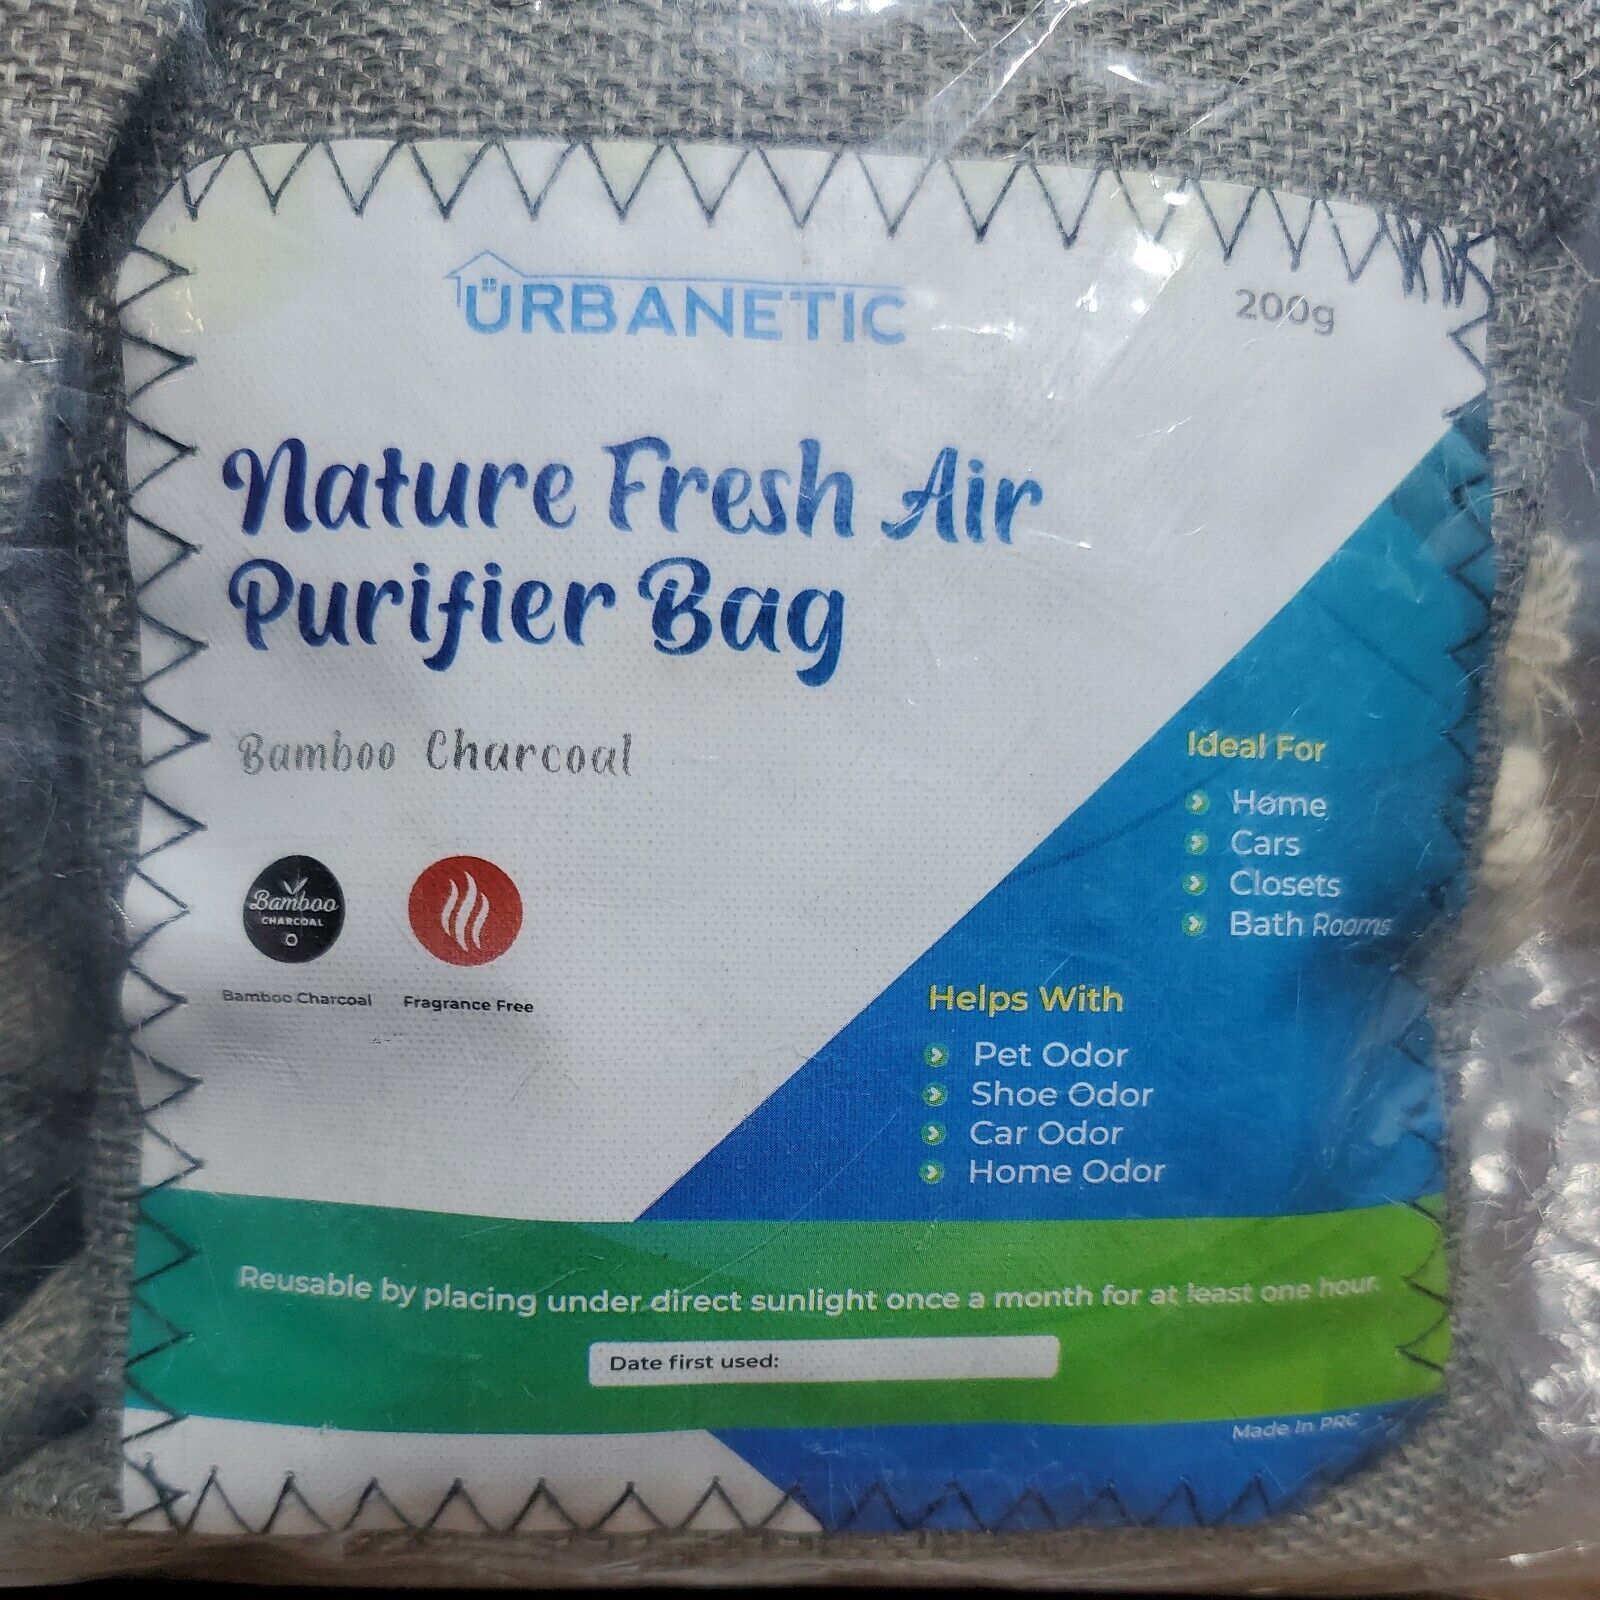 URBANETIC
200g
Nature Fresh Air
Purifier Bag
Bamboo Charcoal
Bamboo
CHARCOAL
Bamboo Charcoal
Fragrance Free
Ideal For
Home
Cars
Closets
Bath Rooms
Helps With
Pet Odor
Shoe Odor
Car Odor
Home Odor
Reusable by placing under direct sunlight once a month for at least one hour.
Date first used:
Made In PRC